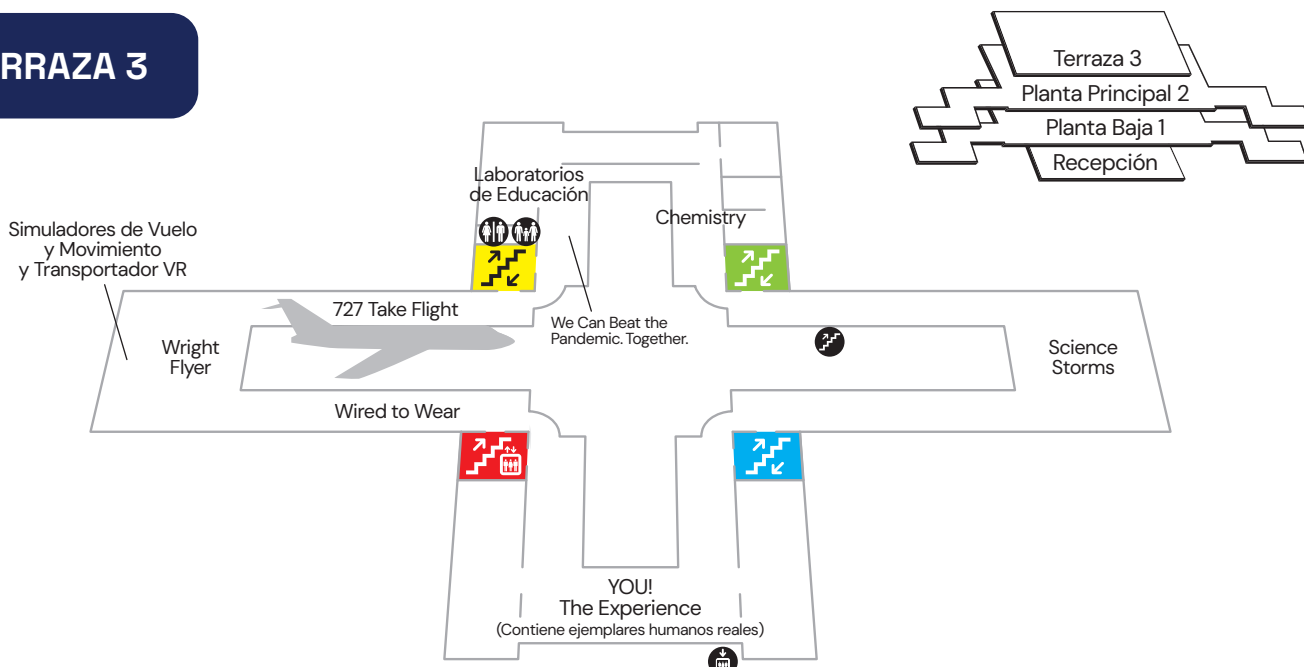 RRAZA 3
Terraza 3
Planta Principal 2
Planta Baja 1
Recepción
Laboratorios
de Educación
Chemistry
Simuladores de Vuelo
y Movimiento
y Transportador VR
727 Take Flight
We Can Beat the
Pandemic. Together.
Wright
Flyer
Science
Storms
Wired to Wear
YOU!
The Experience
(Contiene ejemplares humanos reales)